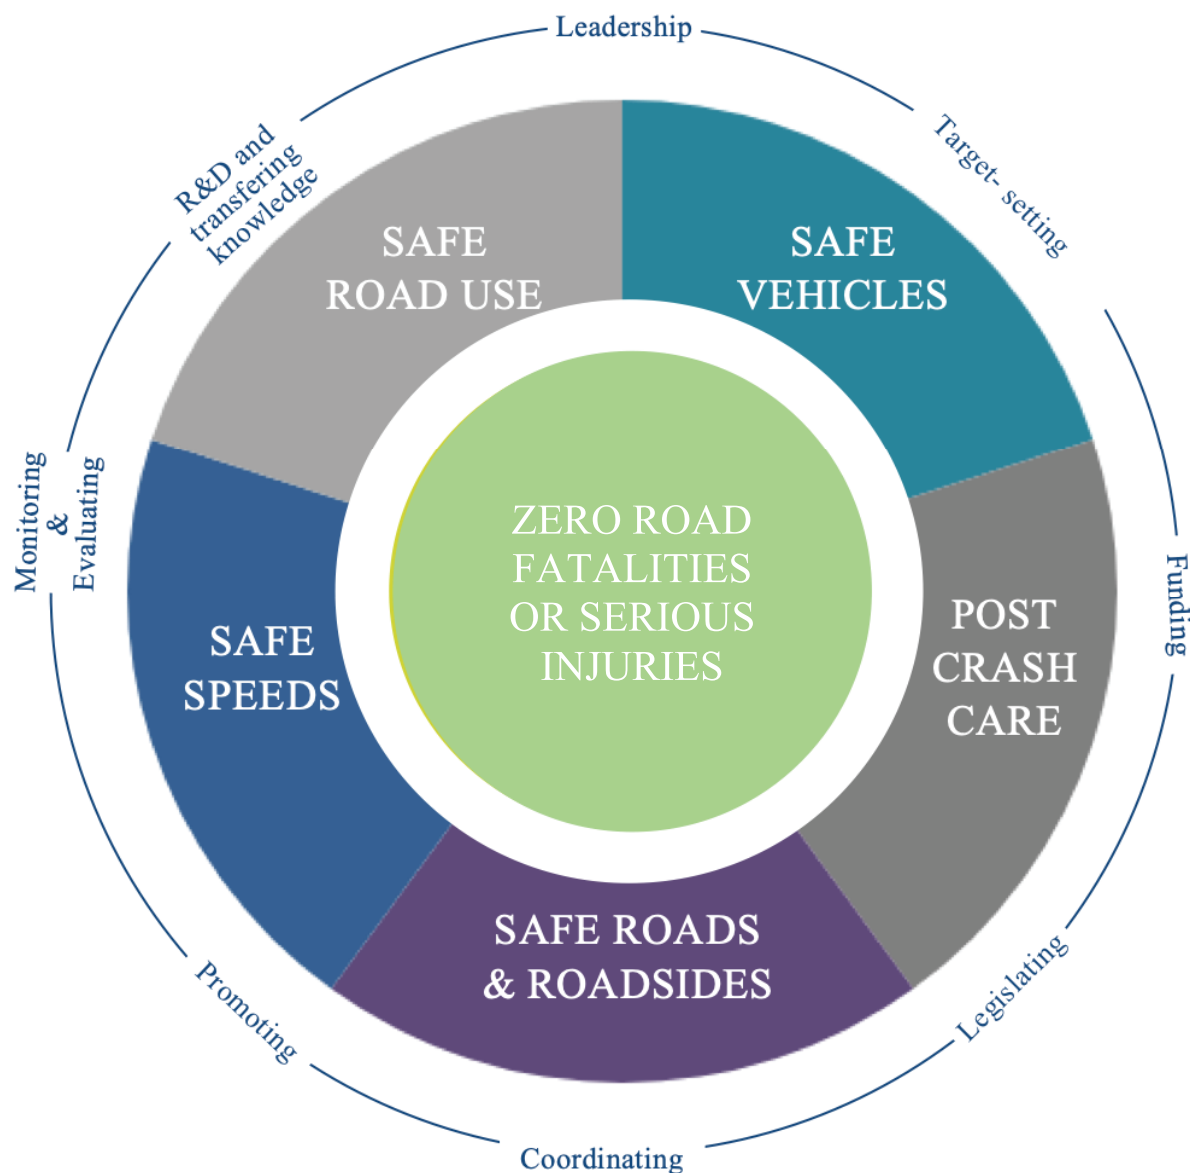 Leadership
Target- setting
Funding
Legislating
Coordinating
Promoting
Monitoring
&
Evaluating
R&D and
transfering
knowledge
SAFE
ROAD USE
SAFE
VEHICLES
POST
CRASH
CARE
SAFE ROADS
& ROADSIDES
SAFE
SPEEDS
ZERO ROAD
FATALITIES
OR SERIOUS
INJURIES